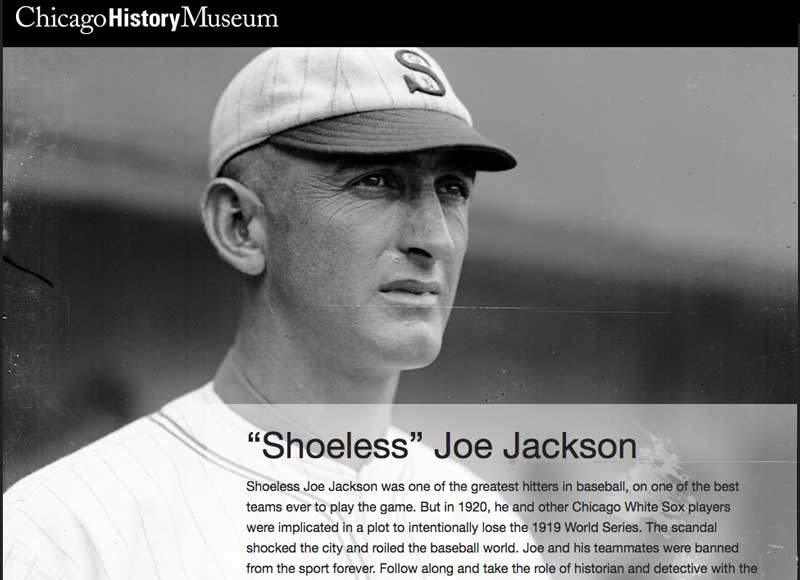 ChicagoHistoryMuseum
S
“Shoeless” Joe Jackson
Shoeless Joe Jackson was one of the greatest hitters in baseball, on one of the best
teams ever to play the game. But in 1920, he and other Chicago White Sox players
were implicated in a plot to intentionally lose the 1919 World Series. The scandal
shocked the city and roiled the baseball world. Joe and his teammates were banned
from the sport forever. Follow along and take the role of historian and detective with the